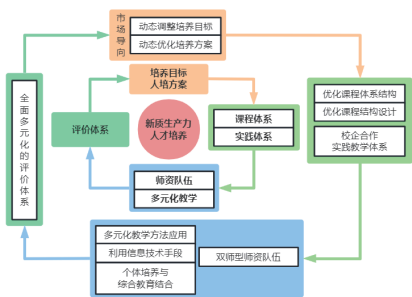 市场导向
动态调整培养目标
动态优化培养方案
全面多元化的评价体系
培养目标
人培方案
评价体系
新质生产力
人才培养
课程体系
实践体系
师资队伍
多元化教学
优化课程体系结构
优化课程结构设计
校企合作
实践教学体系
多元化教学方法应用
利用信息技术手段
个体培养与
综合教育结合
双师型师资队伍